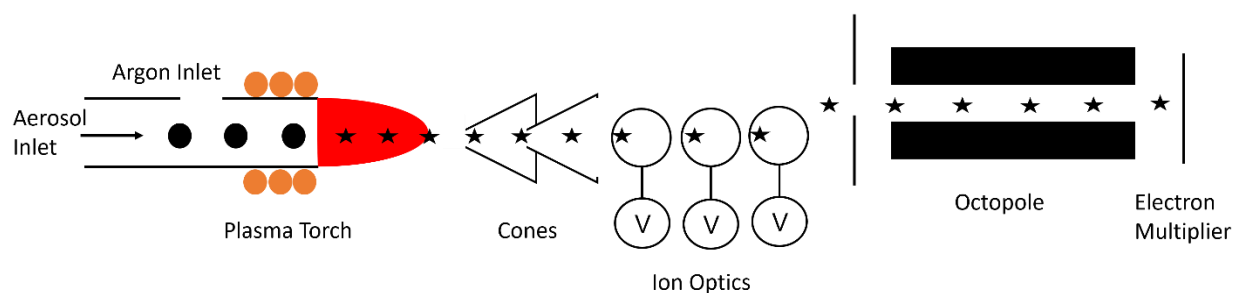 Argon Inlet
Aerosol
Inlet
Plasma Torch
Cones
V V V
Ion Optics
Octopole
Electron
Multiplier